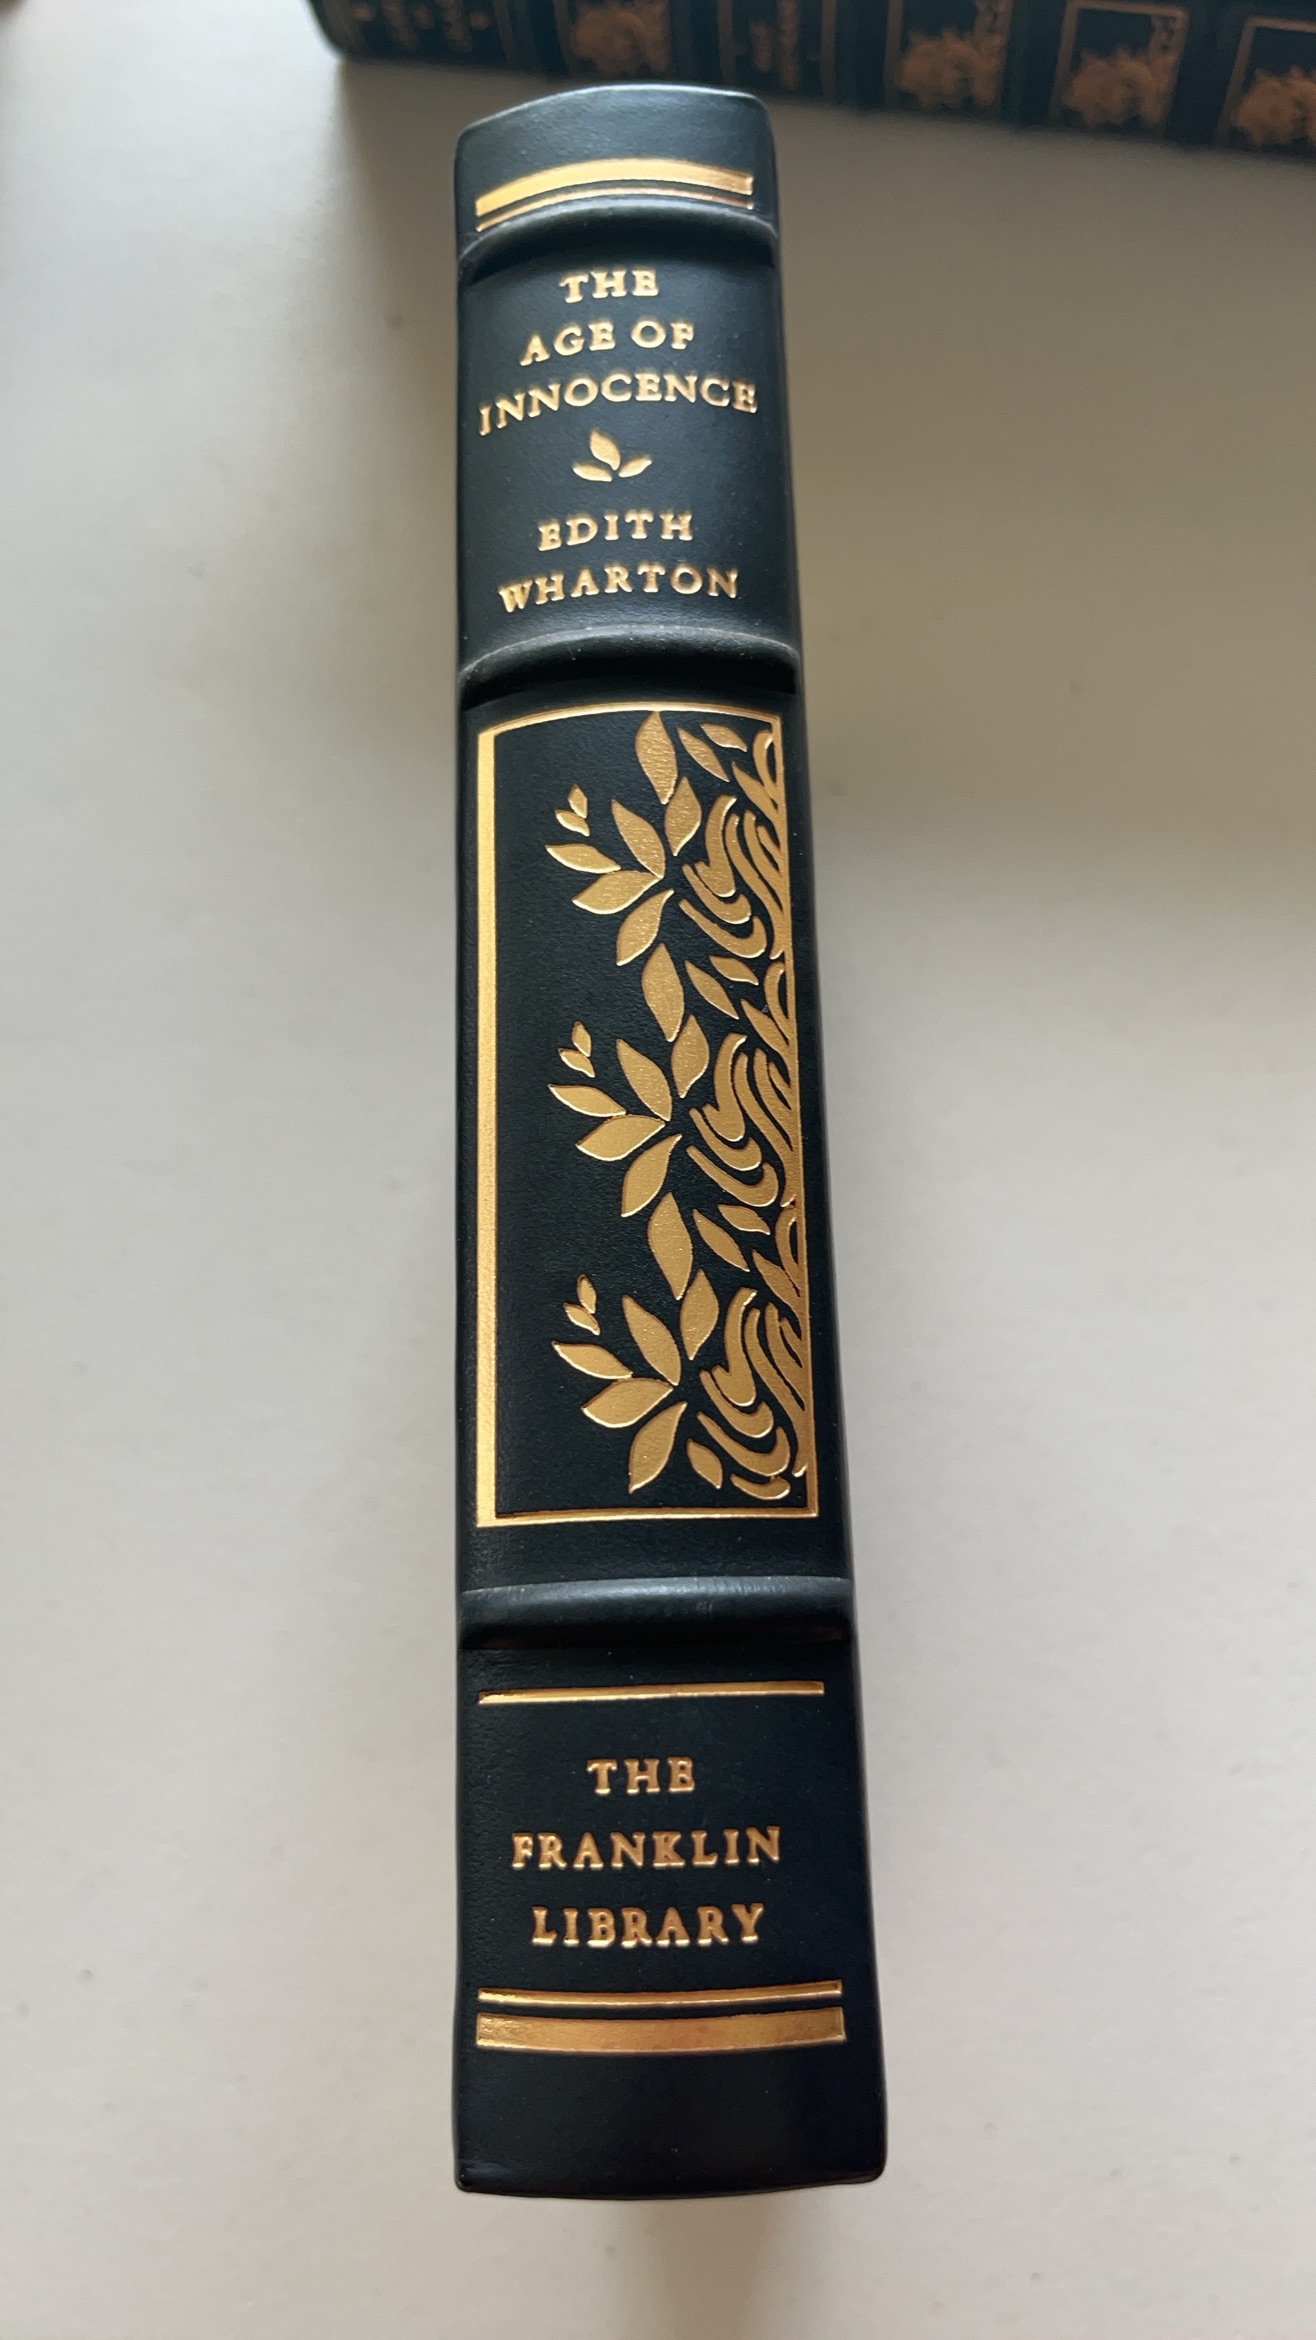 THE
AGE OF
INNOCENCE
EDITH
WHARTON
THE
FRANKLIN
LIBRARY